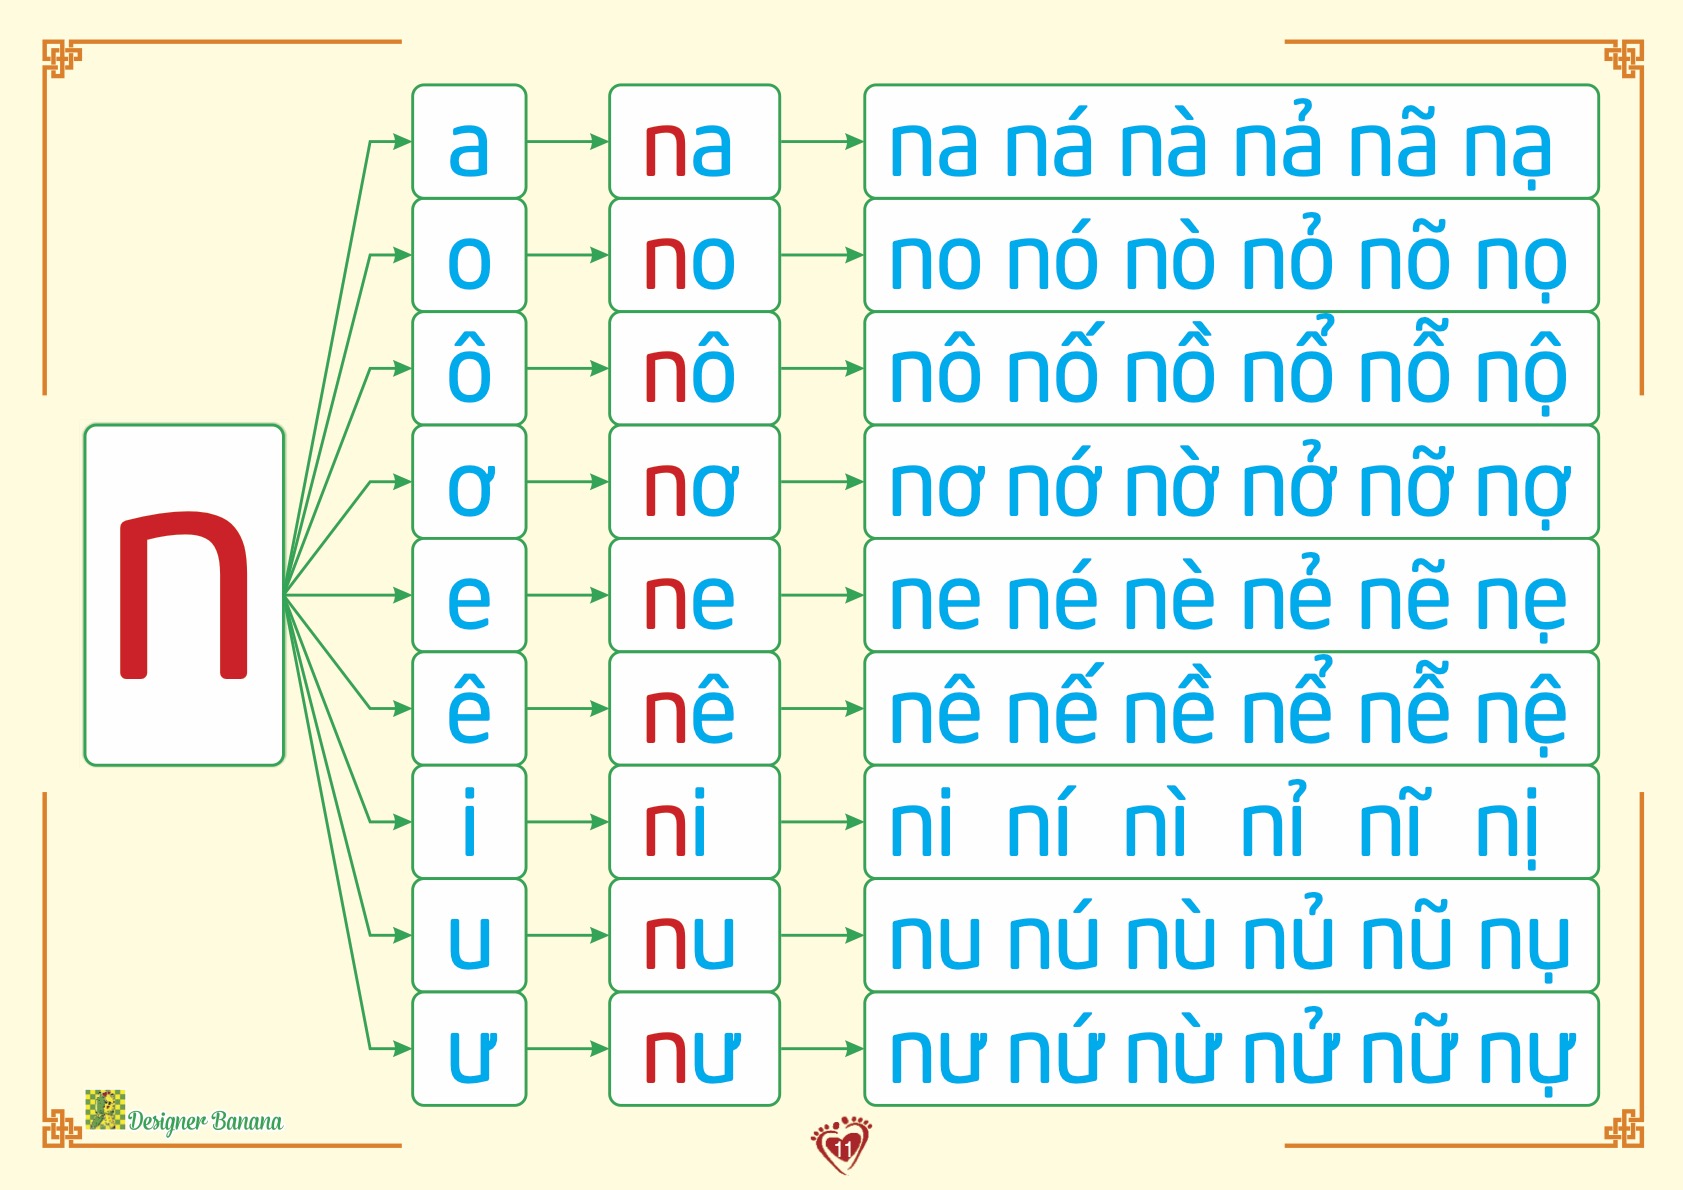 a na na ná nà nả nã nạ
o no no nó nò nỏ nõ nọ
ô nô nô nố nồ nổ nỗ nộ
ơ nơ nơ nớ nờ nở nỡ nợ
n
e ne ne né nè nẻ nẽ nẹ
ê nê nê nế nề nể nễ nệ
i ni ni ní nì nỉ nĩ nị
u nu nu nú nù nủ nũ nụ
ư nư nư nứ nừ nử nữ nự
Designer Banana
11